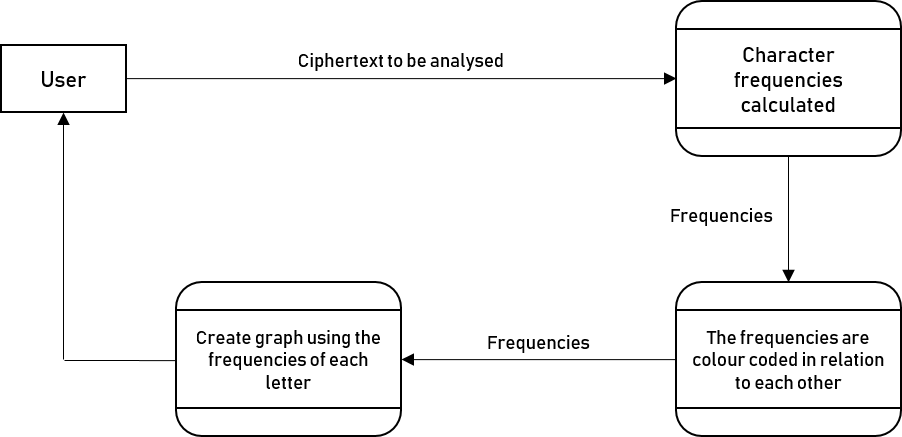 User
Ciphertext to be analysed
Character
frequencies
calculated
Frequencies
The frequencies are
colour coded in relation
to each other
Frequencies
Create graph using the
frequencies of each
letter